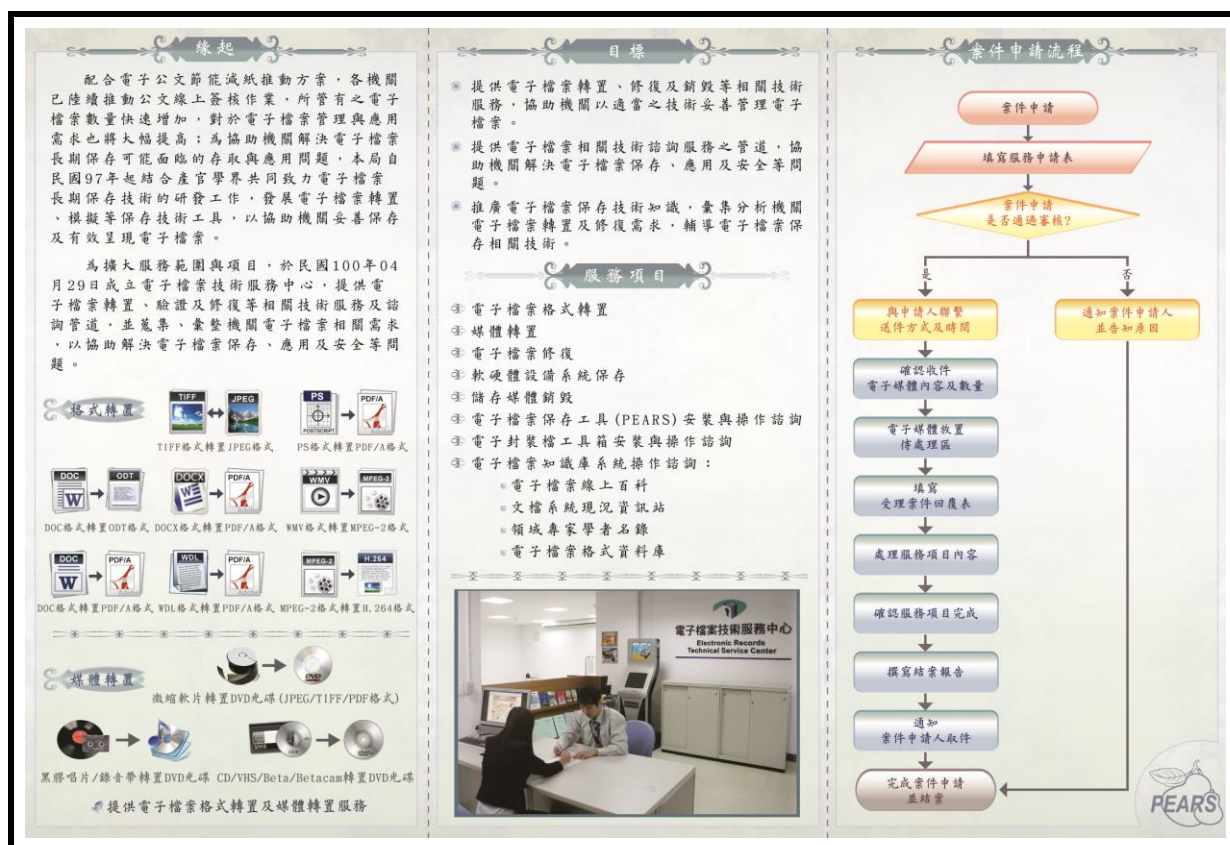 緣起
配合電子公文節能減紙推動方案，各機關
已陸續推動公文線上簽核作業，所管有之電子
檔案數量快速增加，對於電子檔案管理與應用
需求也將大幅提高；為協助機關解決電子檔案
長期保存可能面臨的存取與應用問題，本局自
民國97年起結合產官學界共同致力電子檔案
長期保存技術的研發工作，發展電子檔案轉置
、模擬等保存技術工具，以協助機關妥善保存
及有效呈現電子檔案。
為擴大服務範圍與項目，於民國100年04
月29日成立電子檔案技術服務中心，提供電
子檔案轉置、驗證及修復等相關技術服務及諮
詢管道，並蒐集、彙整機關電子檔案相關需求
，以協助解決電子檔案保存、應用及安全等問
題。
格式轉置
TIFF JPEG
TIFF格式轉置JPEG格式
PS POSTSCRIPT PDF/A Adobe
PS格式轉置PDF/A格式
DOC W ODT
DOC格式轉置ODT格式
DOCX W PDF/A Adobe
DOCX格式轉置PDF/A格式
WMV MPEG-2
WMV格式轉置MPEG-2格式
DOC W PDF/A Adobe
DOC格式轉置PDF/A格式
WDL PDF/A Adobe
WDL格式轉置PDF/A格式
MPEG-2 H.264
MPEG-2格式轉置H.264格式
媒體轉置
DVD
微縮軟片轉置DVD光碟(JPEG/TIFF/PDF格式)
黑膠唱片/錄音帶轉置DVD光碟
VHS
CD/VHS/Beta/Betacam轉置DVD光碟
提供電子檔案格式轉置及媒體轉置服務
目標
提供電子檔案轉置、修復及銷毀等相關技術
服務，協助機關以適當之技術妥善管理電子
檔案。
提供電子檔案相關技術諮詢服務之管道，協
助機關解決電子檔案保存、應用及安全等問
題。
推廣電子檔案保存技術知識，彙集分析機關
電子檔案轉置及修復需求，輔導電子檔案保
存相關技術。
服務項目
電子檔案格式轉置
媒體轉置
電子檔案修復
軟硬體設備系統保存
儲存媒體銷毀
電子檔案保存工具(PEARS)安裝與操作諮詢
電子封裝檔工具箱安裝與操作諮詢
電子檔案知識庫系統操作諮詢：
電子檔案線上百科
文檔系統現況資訊站
領域專家學者名錄
電子檔案格式資料庫
電子檔案技術服務中心
Electronic Records
Technical Service Center
案件申請流程
案件申請
填寫服務申請表
案件申請
是否通過審核?
是
否
與申請人聯繫
送件方式及時間
通知案件申請人
並告知原因
確認收件
電子媒體內容及數量
電子媒體放置
待處理區
填寫
受理案件回覆表
處理服務項目內容
確認服務項目完成
撰寫結案報告
通知
案件申請人取件
完成案件申請
並結案
PEARS